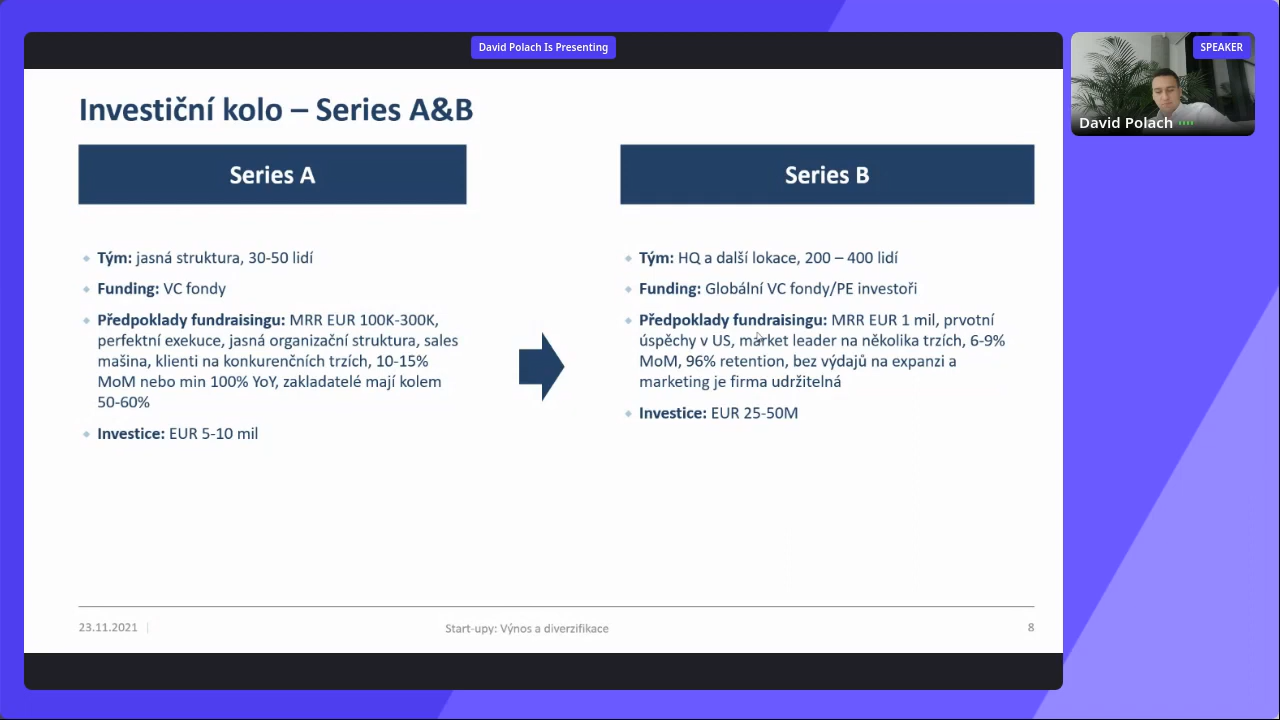 David Polach Is Presenting
SPEAKER
David Polach
Investiční kolo – Series A&B
Series A
Tým: jasná struktura, 30-50 lidí
Funding: VC fondy
Předpoklady fundraisingu: MRR EUR 100K-300K,
perfektní exekuce, jasná organizační struktura, sales
mašina, klienti na konkurenčních trzích, 10-15%
MoM nebo min 100% YoY, zakladatelé mají kolem
50-60%
Investice: EUR 5-10 mil
Series B
Tým: HQ a další lokace, 200 – 400 lidí
Funding: Globální VC fondy/PE investoři
Předpoklady fundraisingu: MRR EUR 1 mil, prvotní
úspěchy v US, market leader na několika trzích, 6-9%
MoM, 96% retention, bez výdajů na expanzi a
marketing je firma udržitelná
Investice: EUR 25-50M
23.11.2021
Start-upy: Výnos a diverzifikace
8